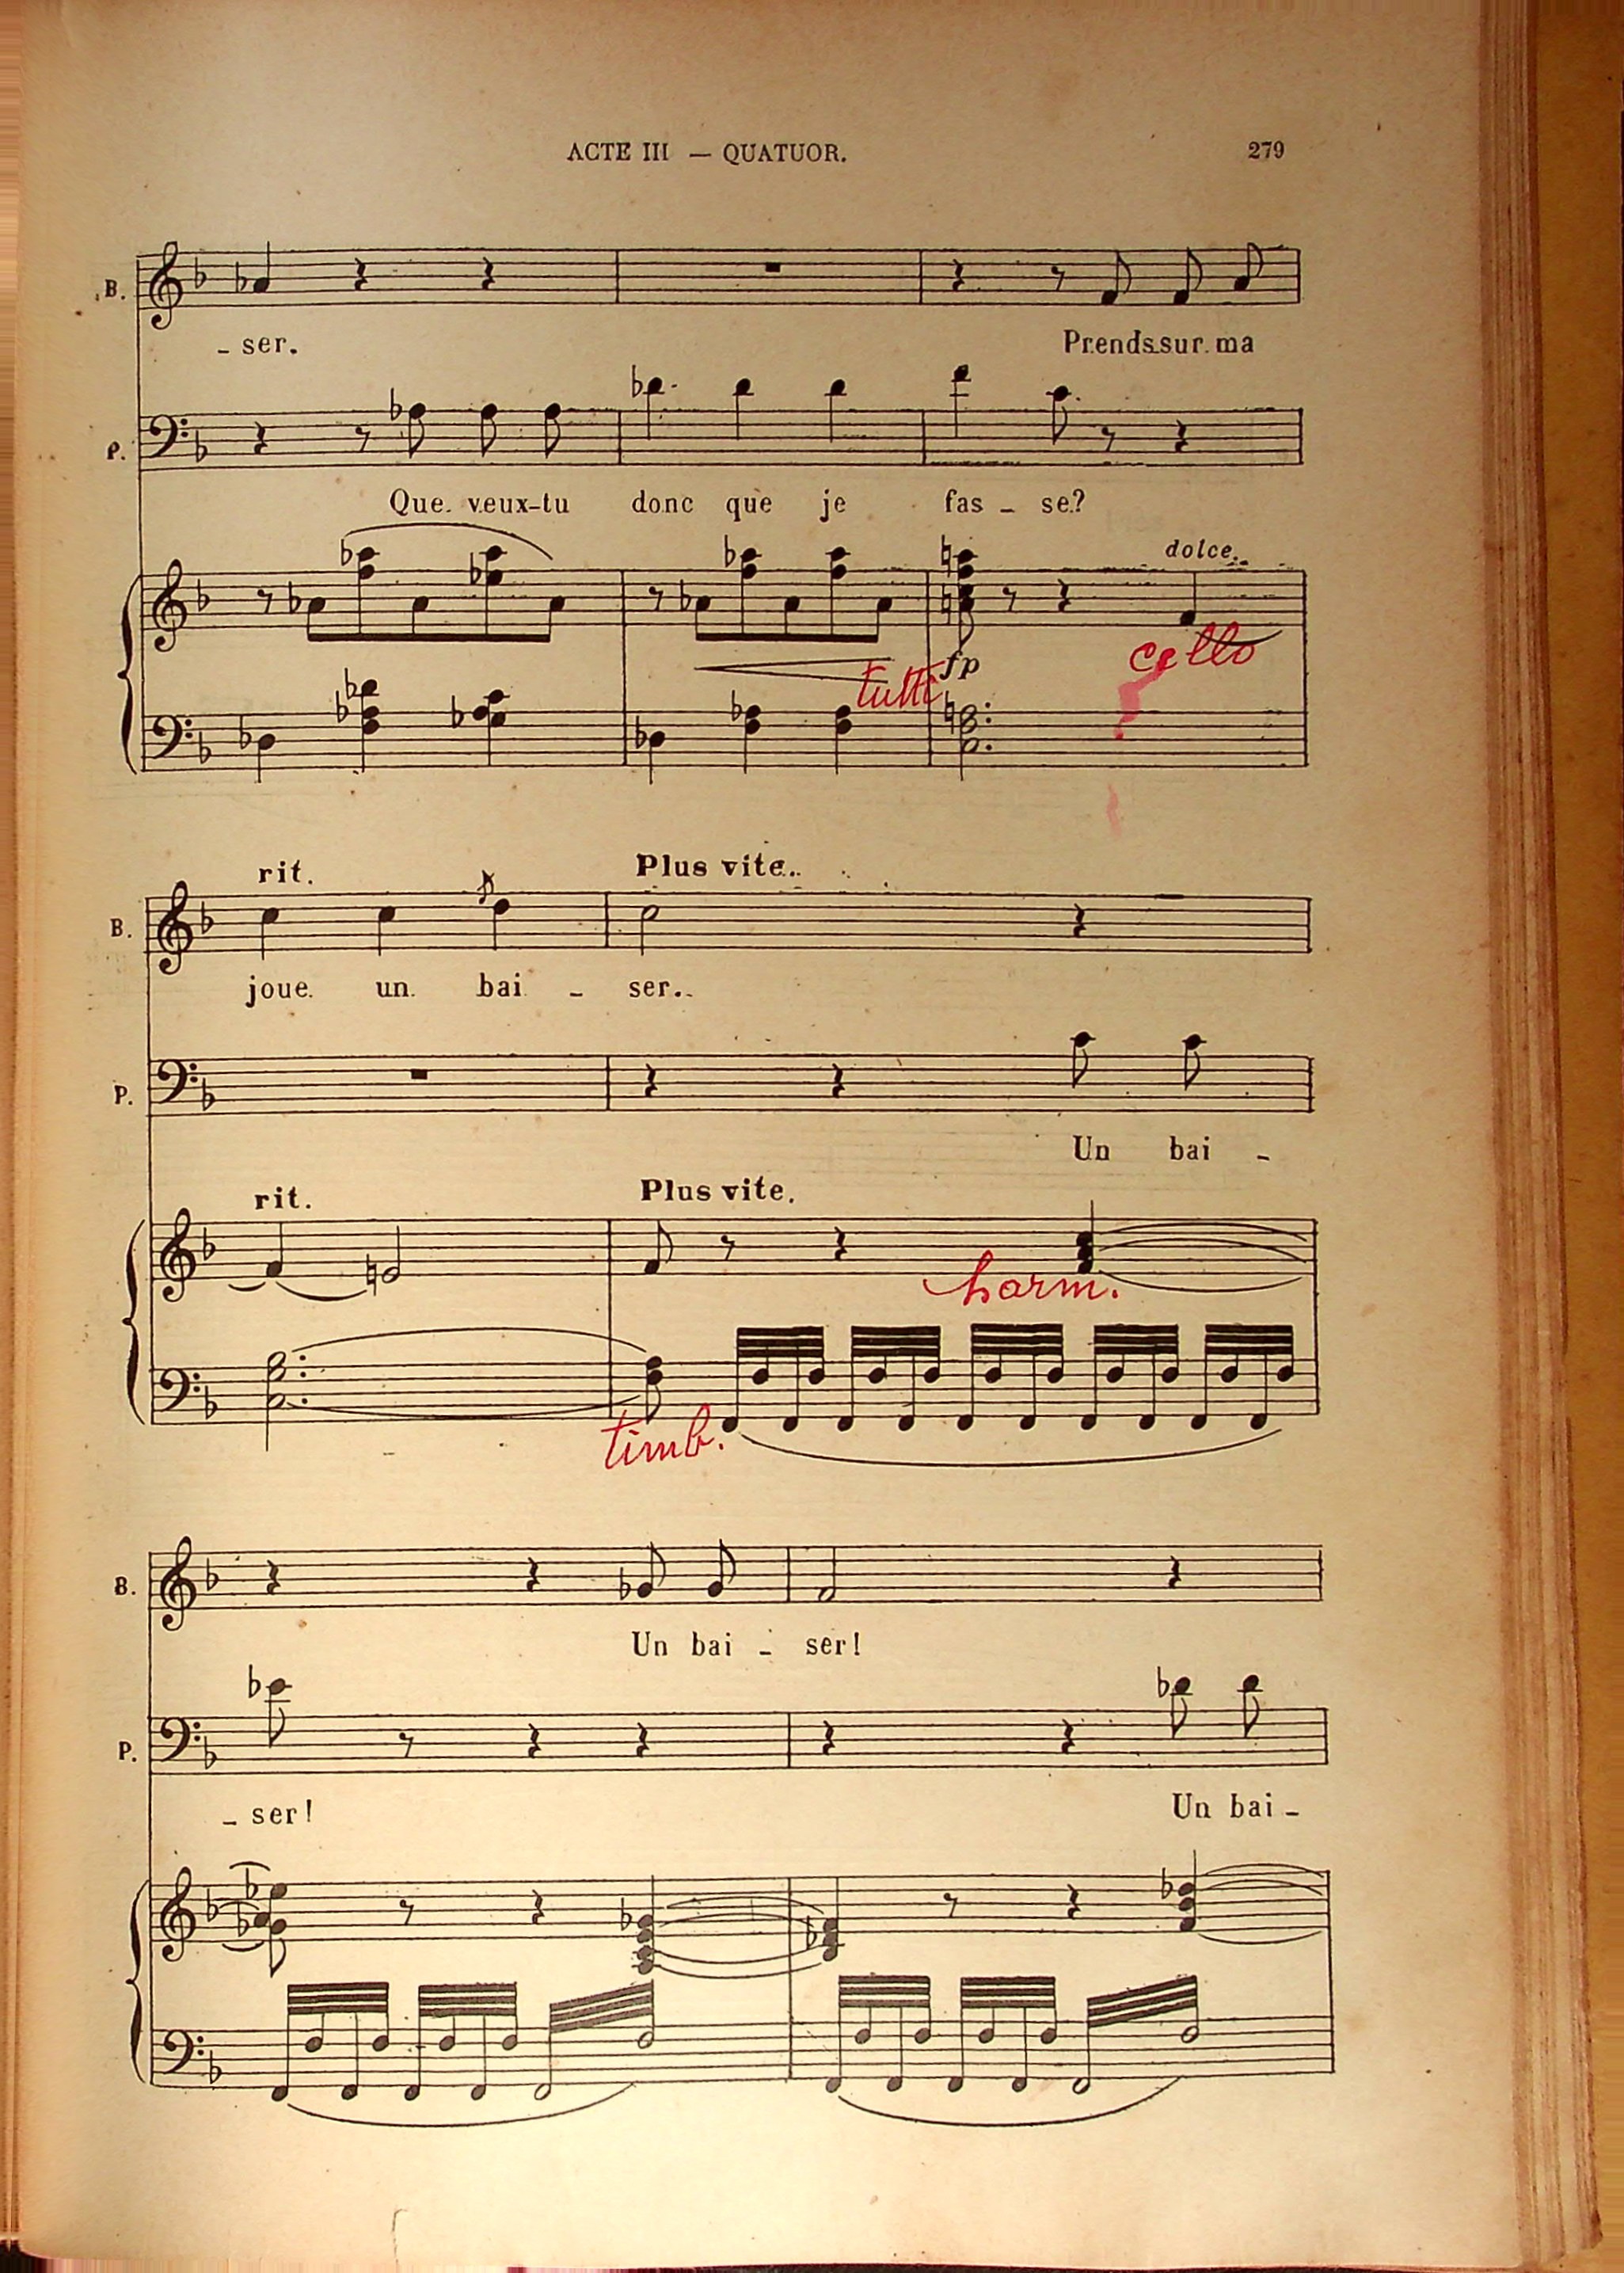 ACTE III — QUATUOR. 279
B.
- ser. Prends sur ma
P.
Que veux-tu donc que je fas - se?
dolce.
fp
cello
tutti
rit. Plus vite.
B.
joue un bai - ser.
P.
Un bai -
rit. Plus vite.
harm.
timb.
B.
Un bai - ser!
P.
- ser! Un bai -